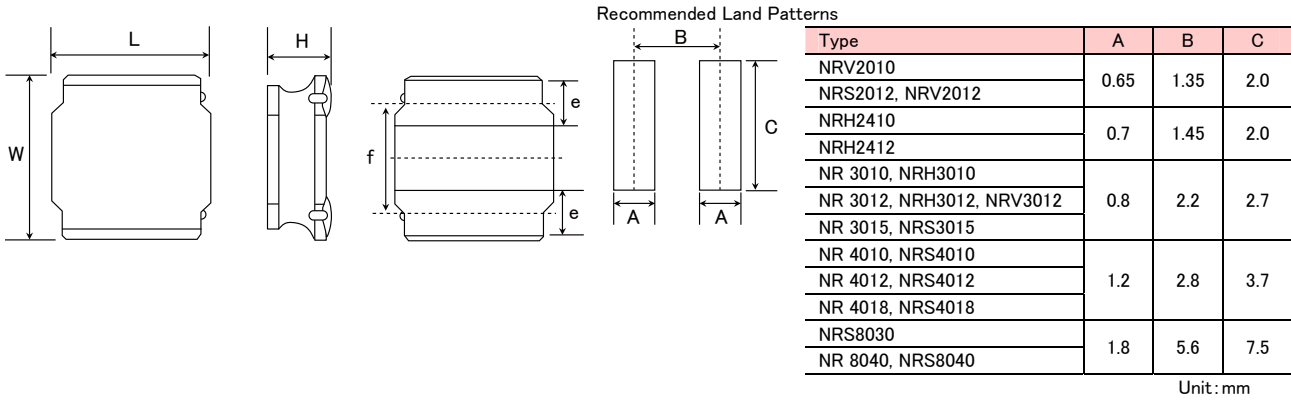 Recommended Land Patterns
L
H
W
e
f
e
B
C
A
A
Type A B C
NRV2010
NRS2012, NRV2012
0.65 1.35 2.0
NRH2410
NRH2412
0.7 1.45 2.0
NR 3010, NRH3010
NR 3012, NRH3012, NRV3012
NR 3015, NRS3015
0.8 2.2 2.7
NR 4010, NRS4010
NR 4012, NRS4012
NR 4018, NRS4018
1.2 2.8 3.7
NRS8030
NR 8040, NRS8040
1.8 5.6 7.5
Unit:mm